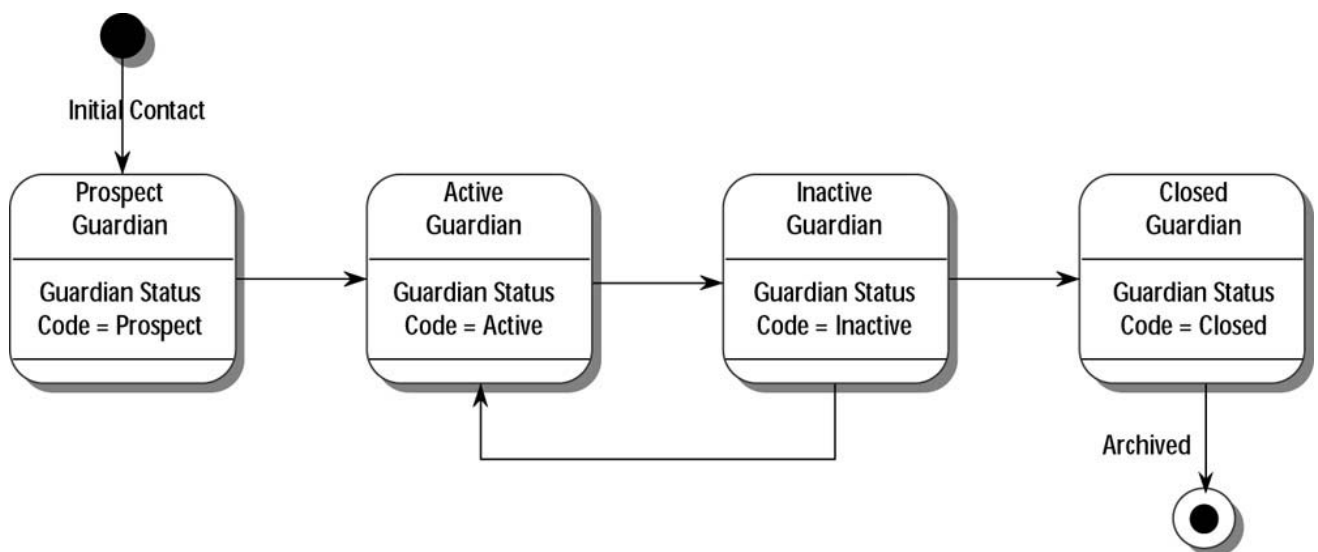 Initial Contact
Prospect
Guardian
Guardian Status
Code = Prospect
Active
Guardian
Guardian Status
Code = Active
Inactive
Guardian
Guardian Status
Code = Inactive
Closed
Guardian
Guardian Status
Code = Closed
Archived